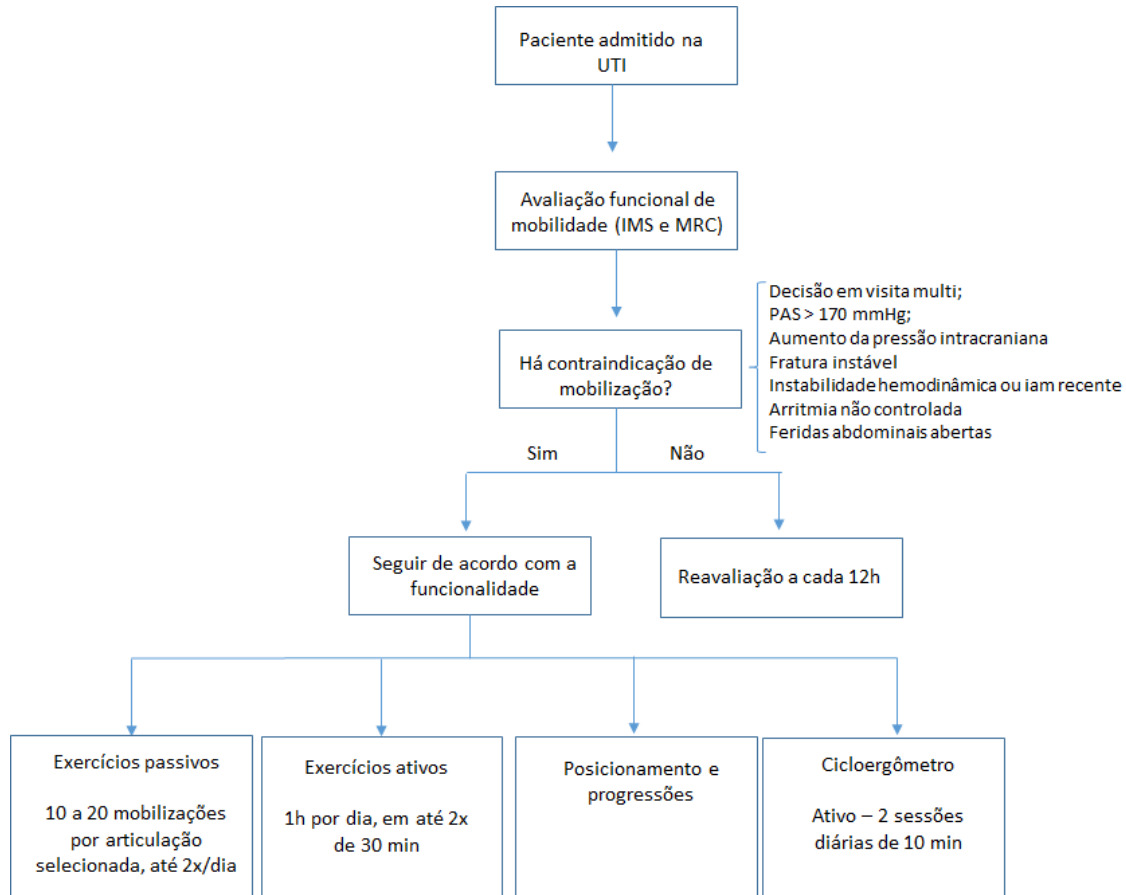 Paciente admitido na
UTI
Avaliação funcional de
mobilidade (IMS e MRC)
Há contraindicação de
mobilização?
Decisão em visita multi;
PAS > 170 mmHg;
Aumento da pressão intracraniana
Fratura instável
Instabilidade hemodinâmica ou iam recente
Arritmia não controlada
Feridas abdominais abertas
Sim
Não
Seguir de acordo com a
funcionalidade
Reavaliação a cada 12h
Exercícios passivos
10 a 20 mobilizações
por articulação
selecionada, até 2x/dia
Exercícios ativos
1h por dia, em até 2x
de 30 min
Posicionamento e
progressões
Cicloergômetro
Ativo – 2 sessões
diárias de 10 min